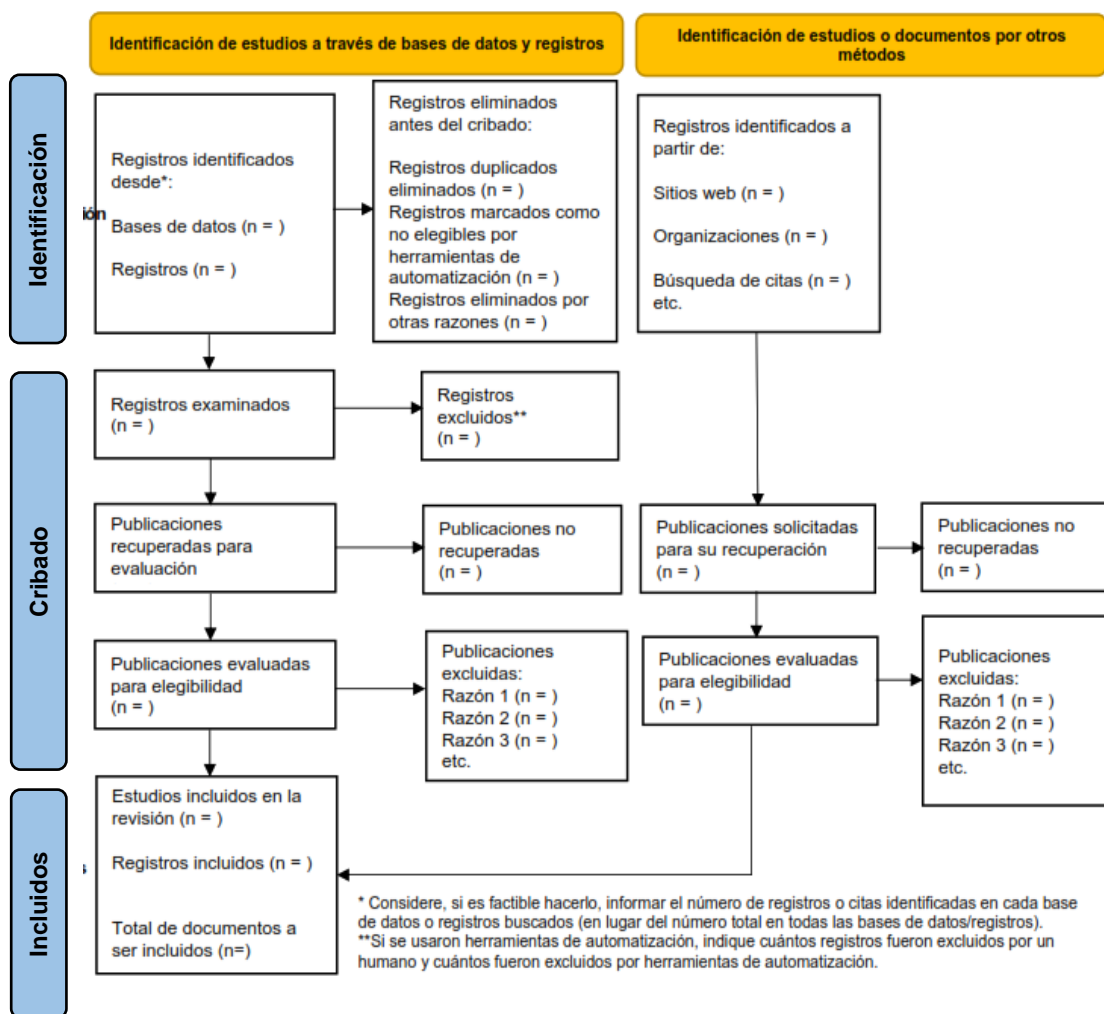 Identificación de estudios a través de bases de datos y registros
Identificación de estudios o documentos por otros
métodos
Identificación
ión
Registros identificados
desde*:
Bases de datos (n = )
Registros (n = )
Registros eliminados
antes del cribado:
Registros duplicados
eliminados (n = )
Registros marcados como
no elegibles por
herramientas de
automatización (n = )
Registros eliminados por
otras razones (n = )
Registros identificados a
partir de:
Sitios web (n = )
Organizaciones (n = )
Búsqueda de citas (n = )
etc.
Cribado
Registros examinados
(n = )
Registros
excluidos**
(n = )
Publicaciones
recuperadas para
evaluación
Publicaciones no
recuperadas
(n = )
Publicaciones solicitadas
para su recuperación
(n = )
Publicaciones no
recuperadas
(n = )
Publicaciones evaluadas
para elegibilidad
(n = )
Publicaciones
excluidas:
Razón 1 (n = )
Razón 2 (n = )
Razón 3 (n = )
etc.
Publicaciones evaluadas
para elegibilidad
(n = )
Publicaciones
excluidas:
Razón 1 (n = )
Razón 2 (n = )
Razón 3 (n = )
etc.
Incluidos
s
Estudios incluidos en la
revisión (n = )
Registros incluidos (n = )
Total de documentos a
ser incluidos (n=)
* Considere, si es factible hacerlo, informar el número de registros o citas identificadas en cada base
de datos o registros buscados (en lugar del número total en todas las bases de datos/registros).
**Si se usaron herramientas de automatización, indique cuántos registros fueron excluidos por un
humano y cuántos fueron excluidos por herramientas de automatización.